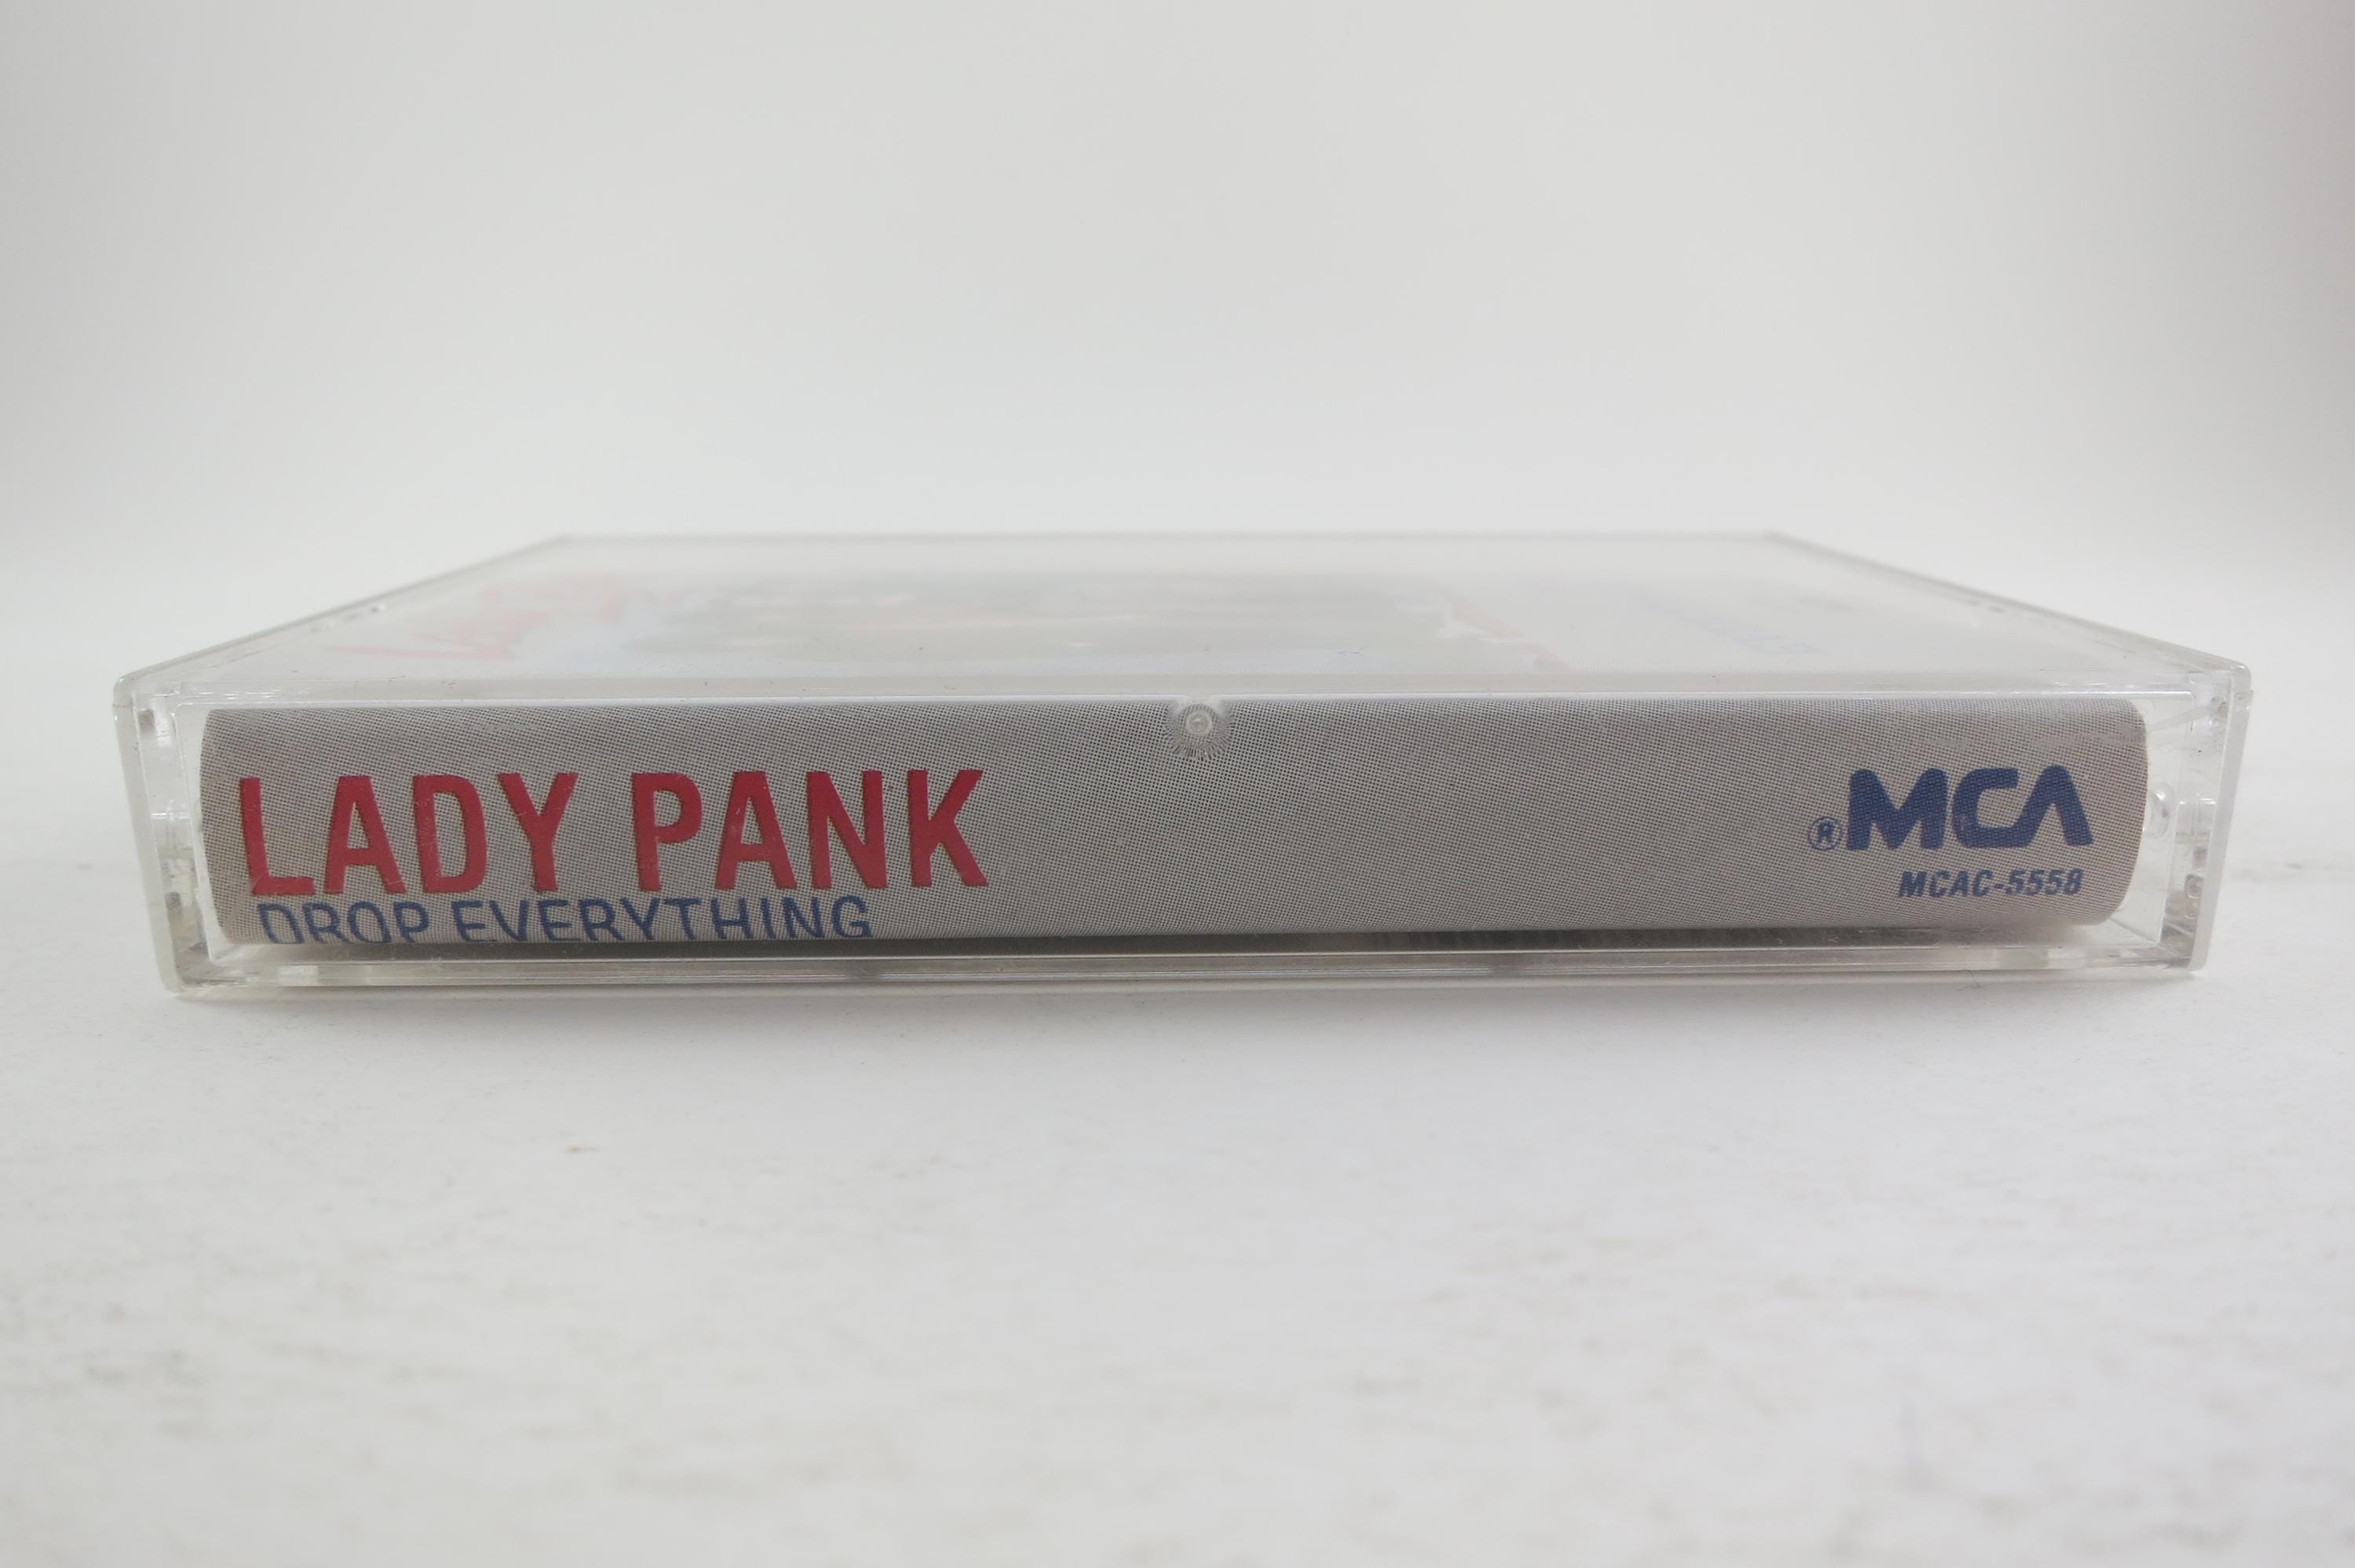 LADY PANK
DROP EVERYTHING
® MCA
MCAC-5558